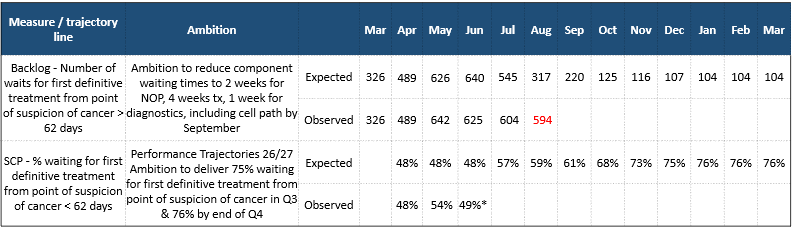 Measure / trajectory line Ambition Mar Apr May Jun Jul Aug Sep Oct Nov Dec Jan Feb Mar
Backlog - Number of
waits for first definitive
treatment from point
of suspicion of cancer >
62 days
Ambition to reduce component
waiting times to 2 weeks for
NOP, 4 weeks tx, 1 week for
diagnostics, including cell path by
September
Expected 326 489 626 640 545 317 220 125 116 107 104 104 104
Observed 326 489 642 625 604 594
SCP - % waiting for first
definitive treatment
from point of suspicion
of cancer < 62 days
Performance Trajectories 26/27
Ambition to deliver 75% waiting
for first definitive treatment from
point of suspicion of cancer in Q3
& 76% by end of Q4
Expected 48% 48% 48% 57% 59% 61% 68% 73% 75% 76% 76% 76%
Observed 48% 54% 49%*